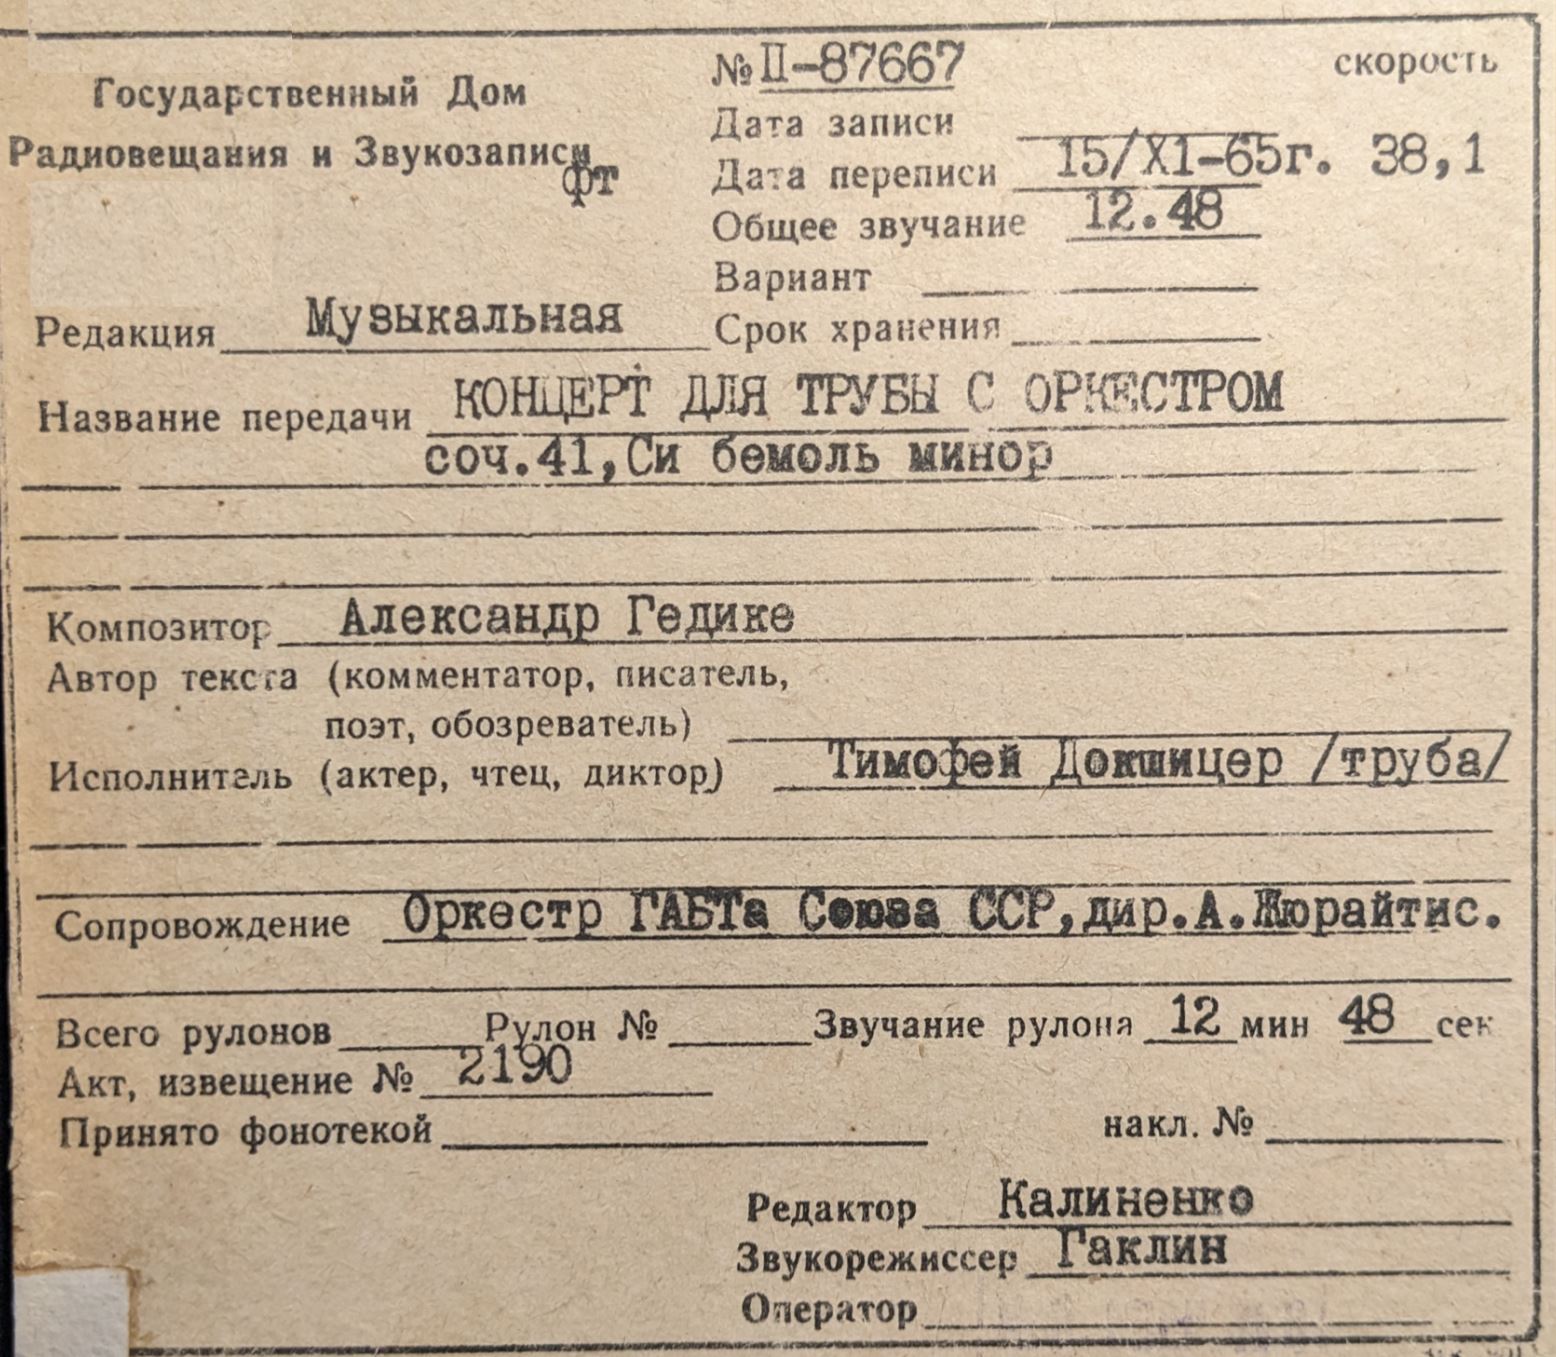 Государственный Дом
Радиовещания и Звукозаписи
фт
№ II-87667 скорость
Дата записи
Дата переписи 15/XI-65г. 38,1
Общее звучание 12.48
Вариант
Срок хранения
Редакция Музыкальная
Название передачи КОНЦЕРТ ДЛЯ ТРУБЫ С ОРКЕСТРОМ
соч.41,Си бемоль минор
Композитор Александр Гедике
Автор текста (комментатор, писатель,
поэт, обозреватель)
Исполнитель (актер, чтец, диктор) Тимофей Докшицер /труба/
Сопровождение Оркестр ГАБТа Союза ССР,дир.А.Жюрайтис.
Всего рулонов Рулон № Звучание рулона 12 мин 48 сек
Акт, извещение № 2190
Принято фонотекой накл. №
Редактор Калиненко
Звукорежиссер Гаклин
Оператор